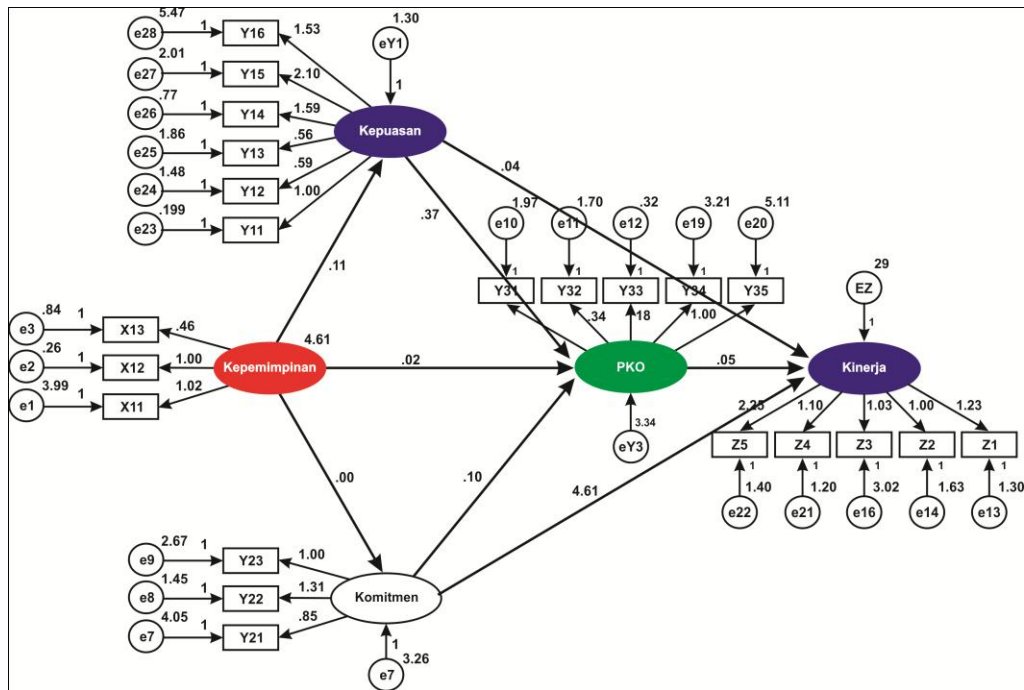 5.47 1.30
e28 1 Y16 1.53 eY1
2.01
e27 1 Y15 2.10 1
.77
e26 1 Y14 1.59 Kepuasan
1.86
e25 1 Y13 .56
1.48
e24 1 Y12 .59 .04
.199
e23 1 Y11 1.00 .37
1.97 1.70 .32 3.21 5.11
e10 e11 e12 e19 e20
.11 29
1 1 1 1 1 EZ
Y31 Y32 Y33 Y34 Y35
.84
e3 1 X13 .46 4.61 .34 18 1.00 1
.26
e2 1 X12 1.00 Kepemimpinan .02 PKO .05 Kinerja
3.99
e1 1 X11 1.02
2.25 1.10 1.03 1.00 1.23
3.34
eY3 Z5 Z4 Z3 Z2 Z1
.00 .10 1 1 1 1 1
4.61 1.40 1.20 3.02 1.63 1.30
e22 e21 e16 e14 e13
2.67
e9 1 Y23 1.00
1.45
e8 1 Y22 1.31 Komitmen
4.05
e7 1 Y21 .85
1
e7 3.26